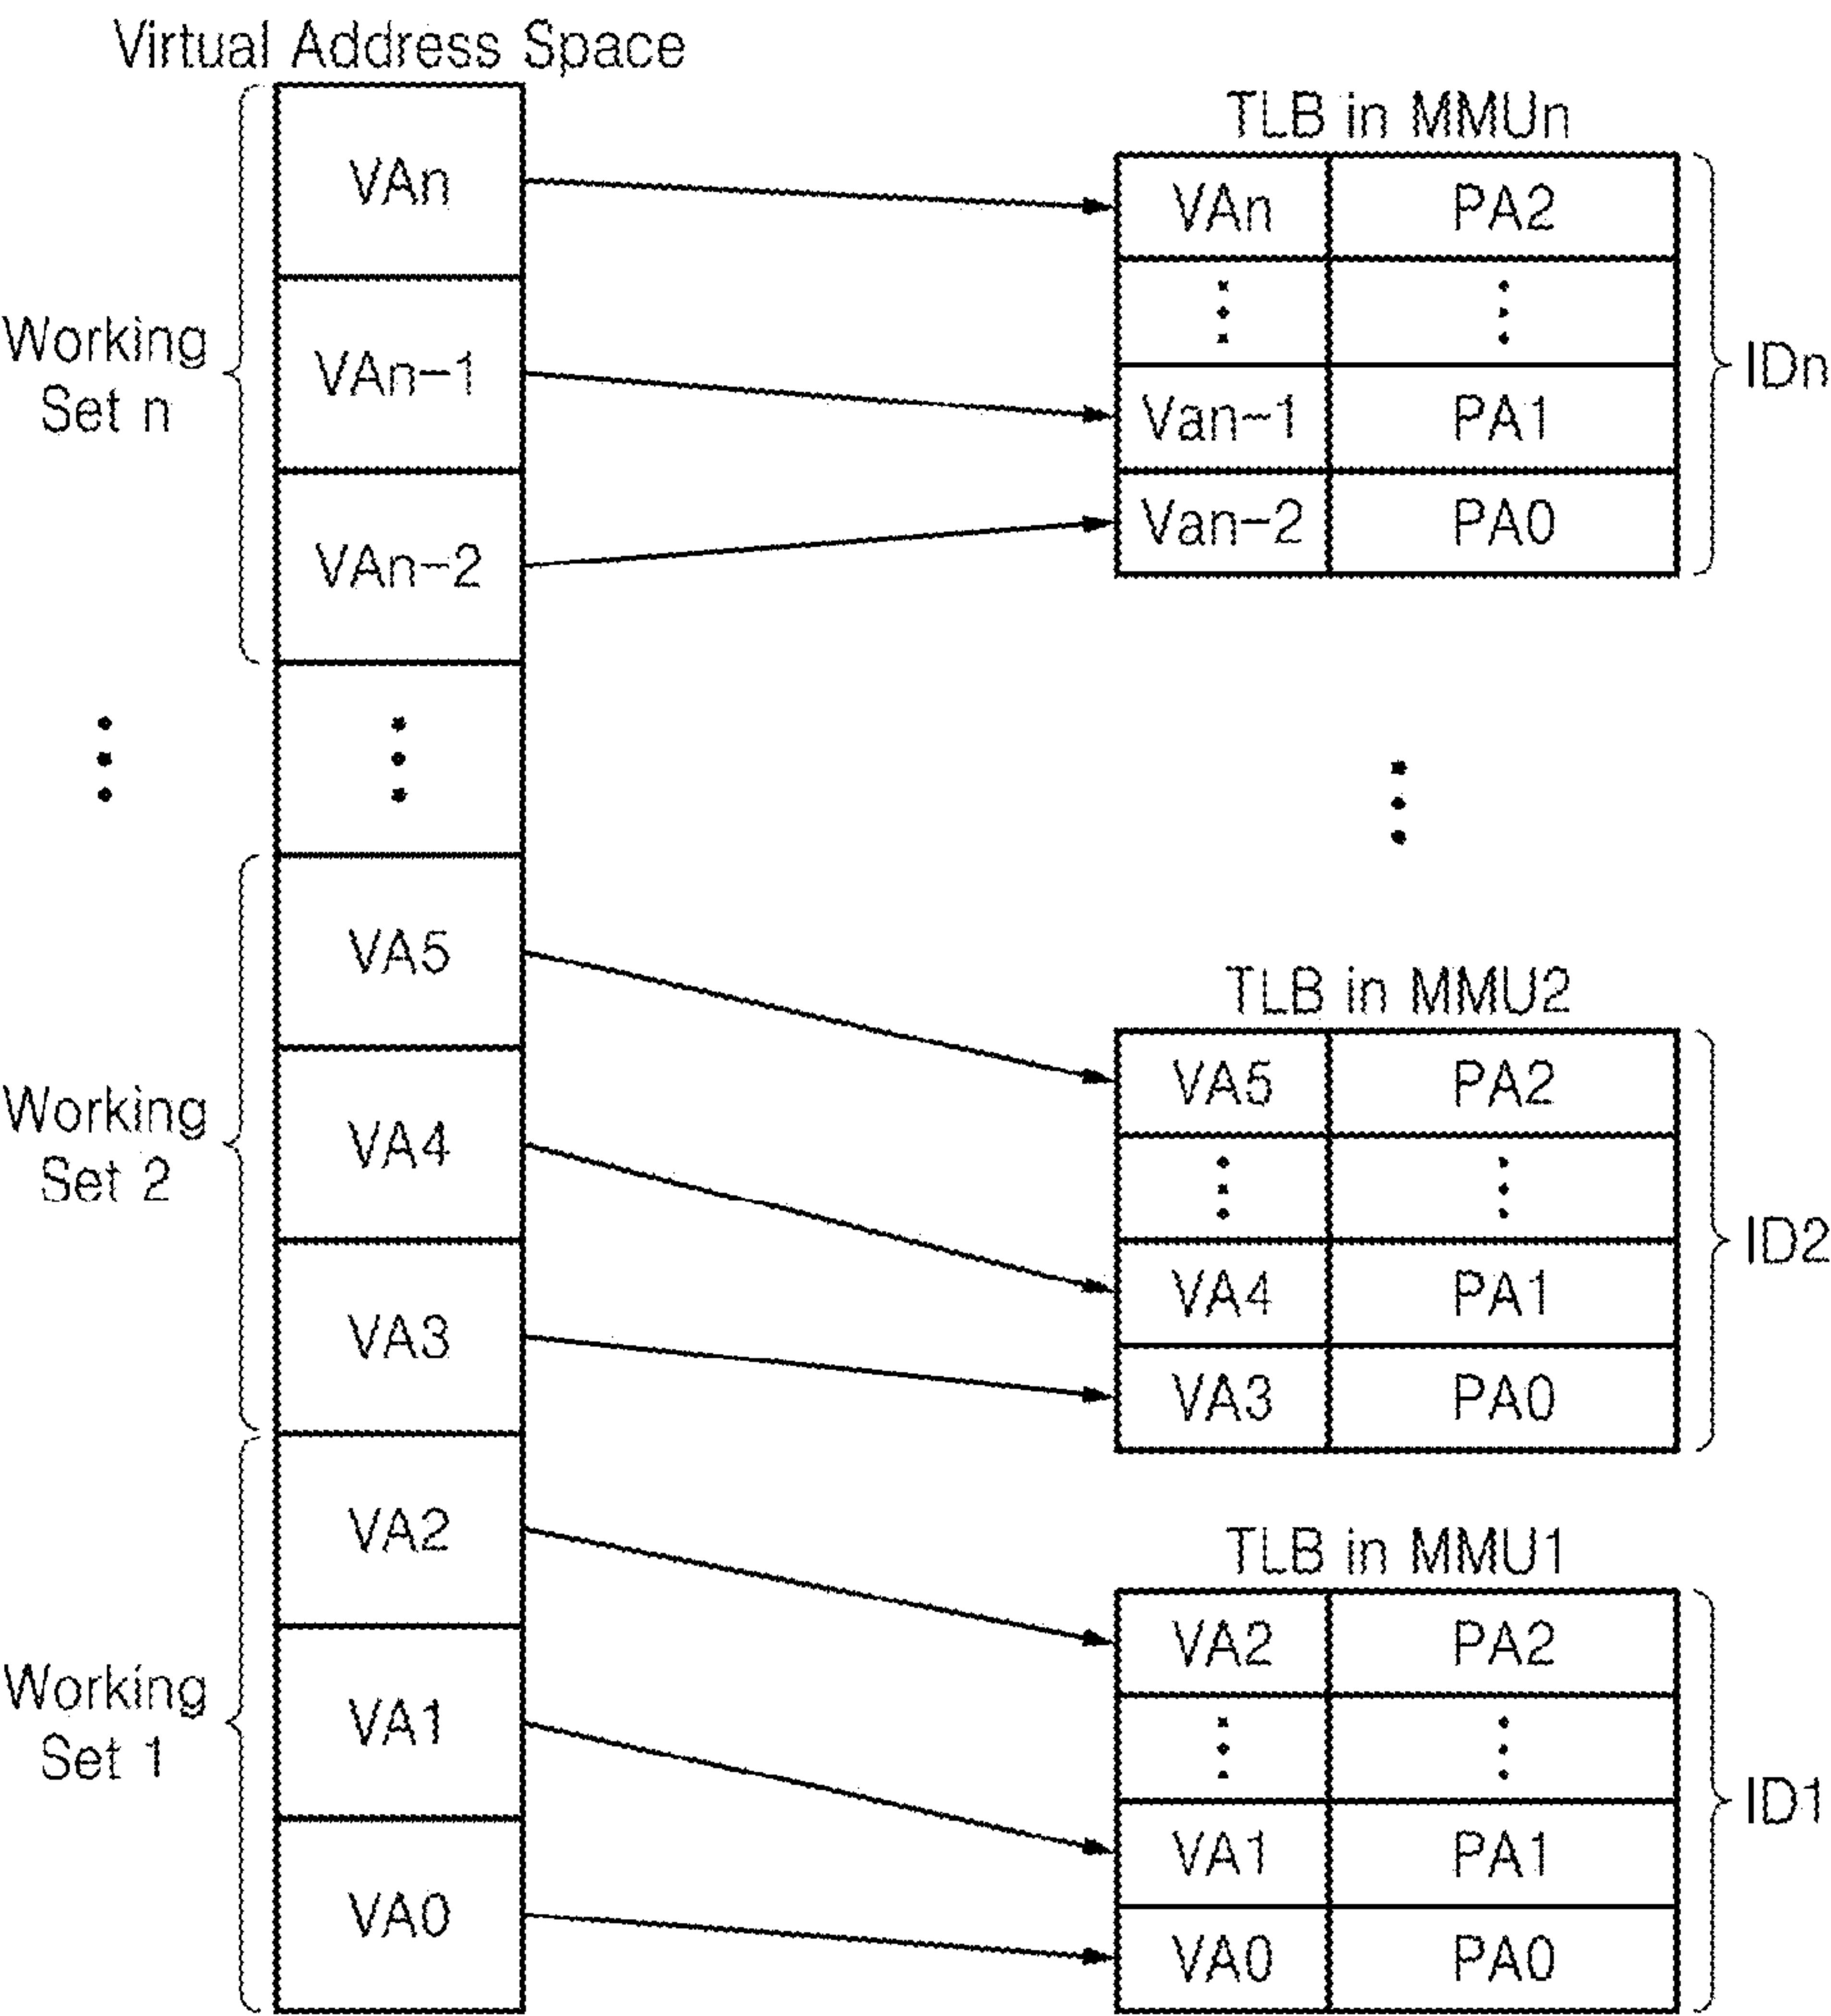 Virtual Address Space
Working
Set n
VAn
VAn-1
VAn-2
Working
Set 2
VA5
VA4
VA3
Working
Set 1
VA2
VA1
VA0
TLB in MMUn
VAn PA2
Van-1 PA1
Van-2 PA0
IDn
TLB in MMU2
VA5 PA2
VA4 PA1
VA3 PA0
ID2
TLB in MMU1
VA2 PA2
VA1 PA1
VA0 PA0
ID1